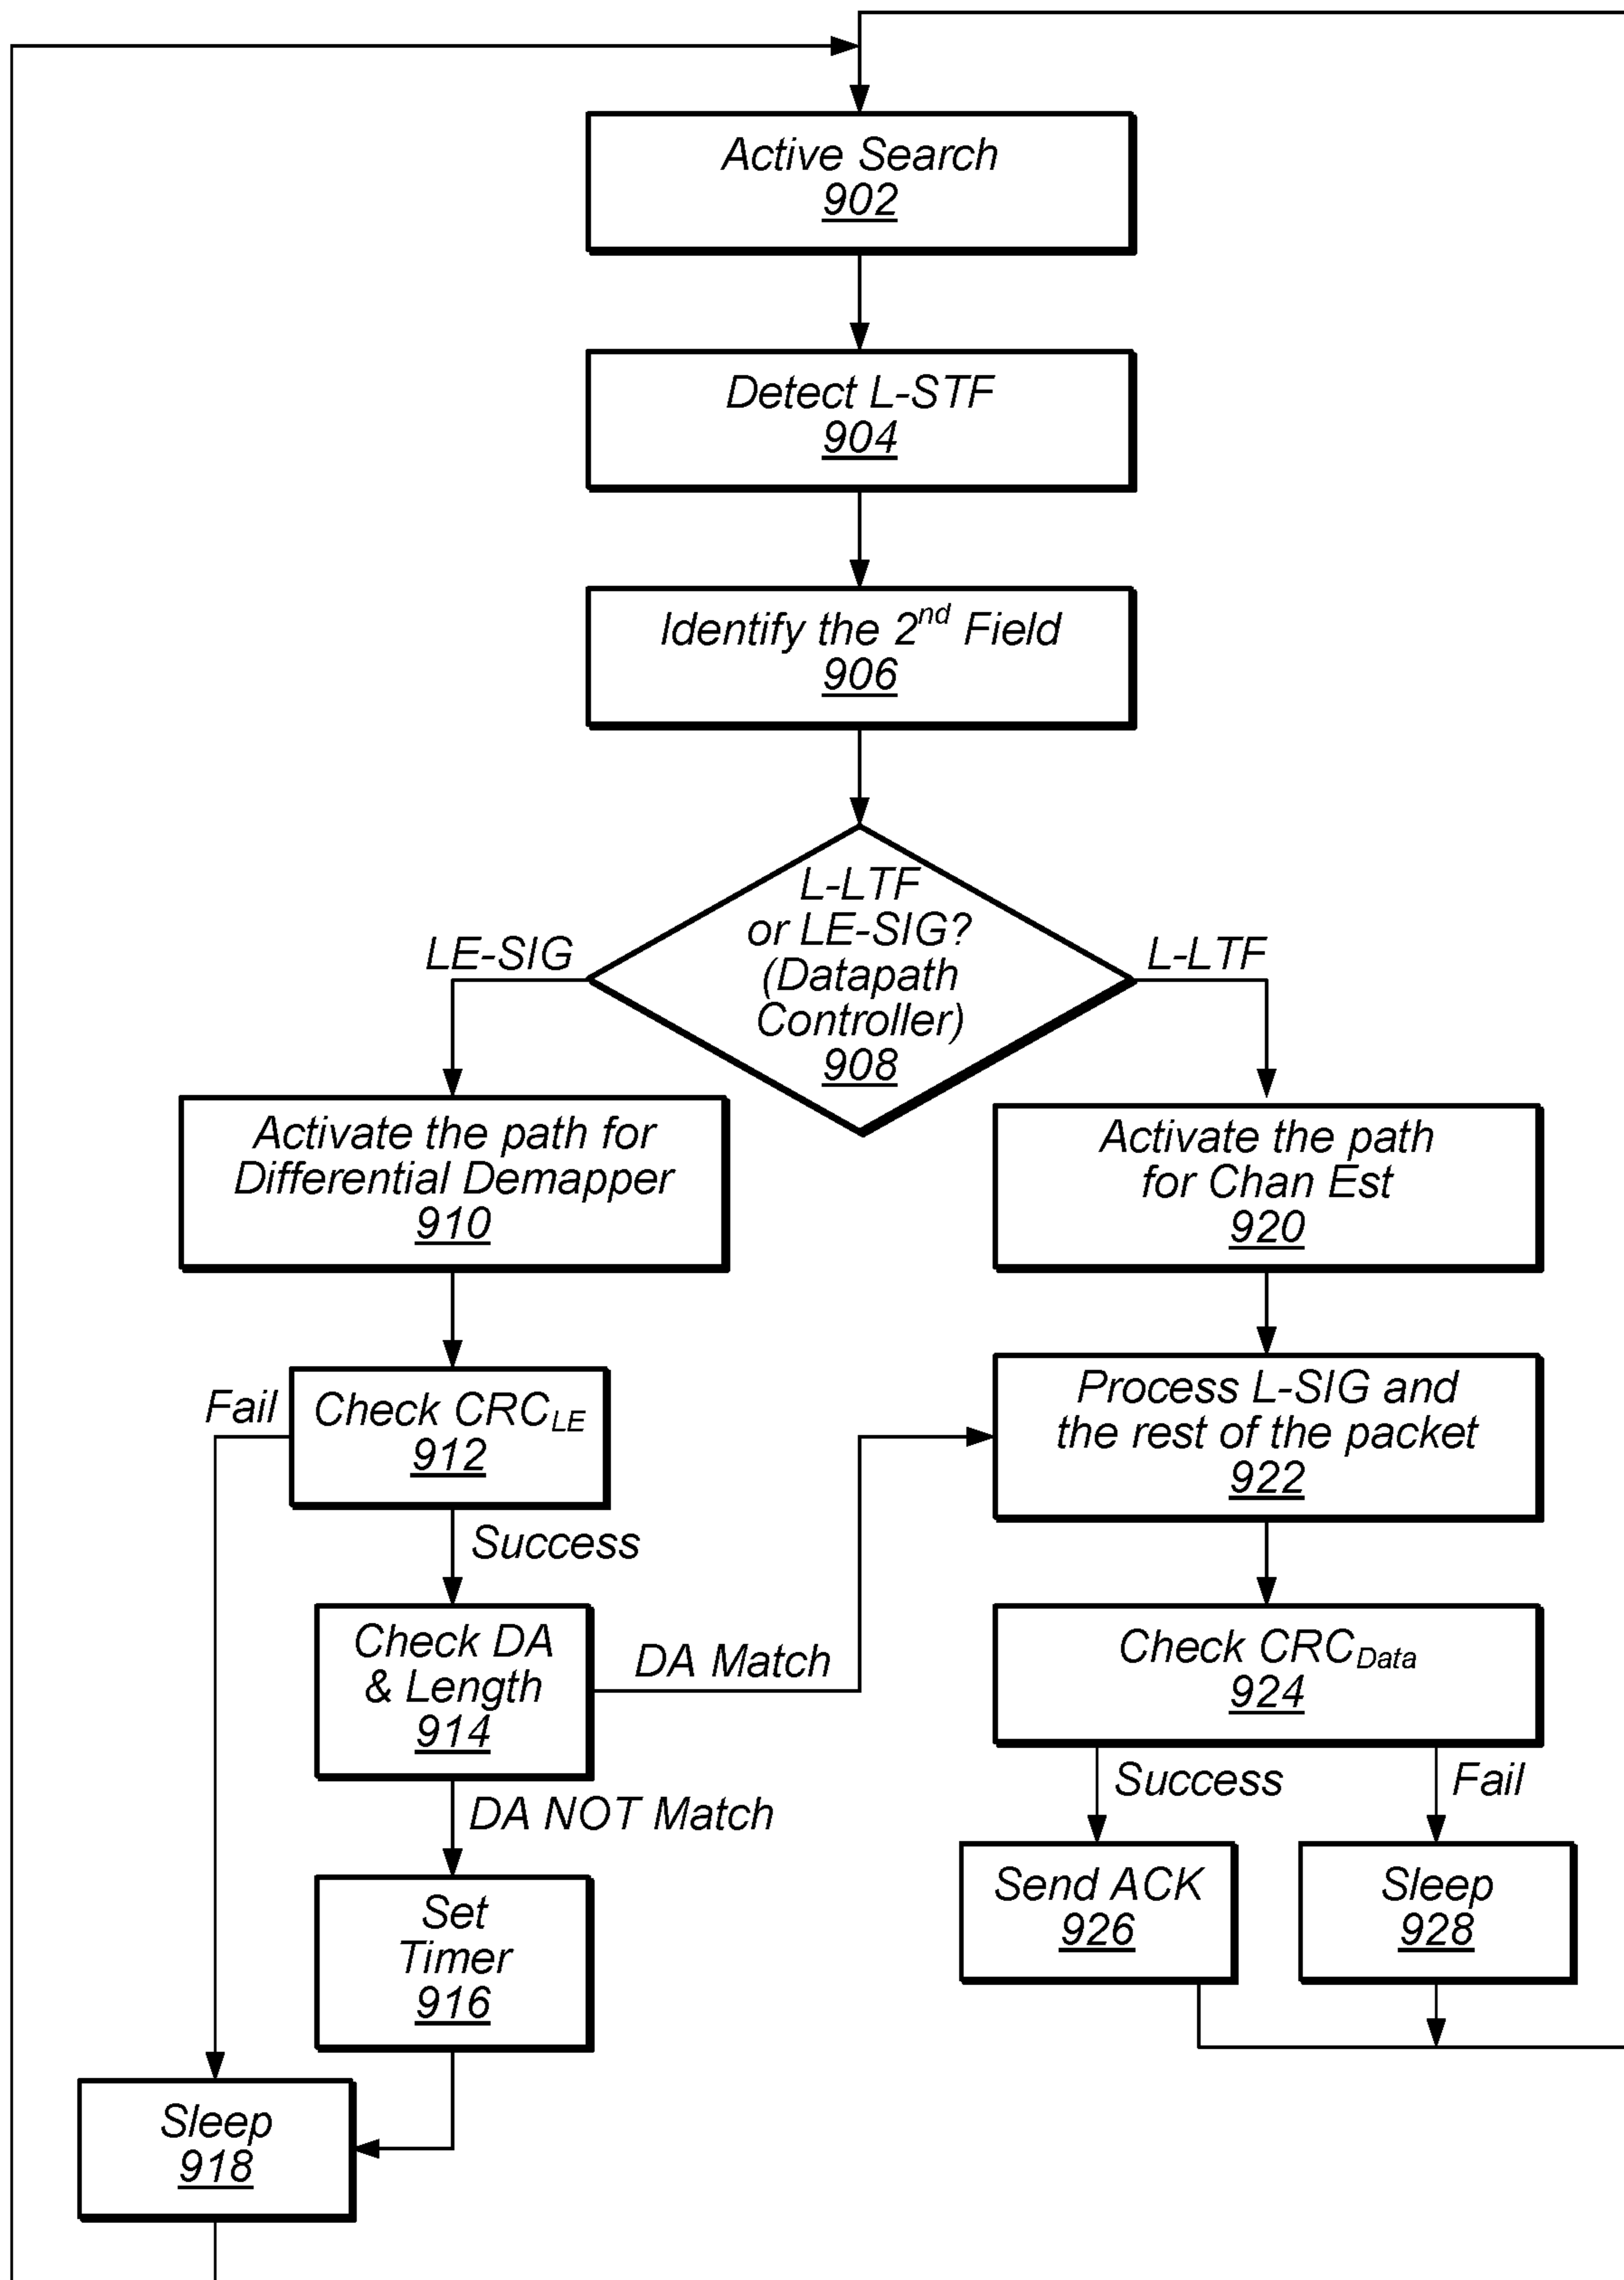 Active Search
902
Detect L-STF
904
Identify the 2nd Field
906
L-LTF
or LE-SIG?
(Datapath
Controller)
908
LE-SIG
L-LTF
Activate the path for
Differential Demapper
910
Activate the path
for Chan Est
920
Fail
Check CRCLE
912
Process L-SIG and
the rest of the packet
922
Success
Check DA
& Length
914
DA Match
Check CRCData
924
DA NOT Match
Success
Fail
Set
Timer
916
Send ACK
926
Sleep
928
Sleep
918